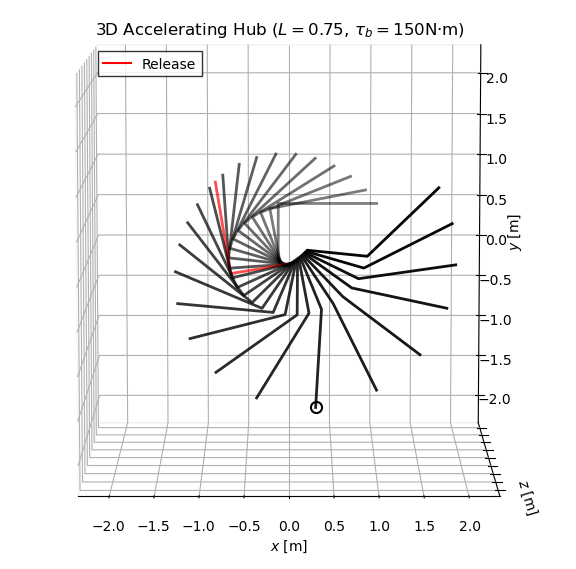 3D Accelerating Hub (L = 0.75, τ_b = 150N·m)
Release
2.0
1.5
1.0
0.5
0.0
−0.5
−1.0
−1.5
−2.0
y [m]
z [m]
−2.0 −1.5 −1.0 −0.5 0.0 0.5 1.0 1.5 2.0
x [m]